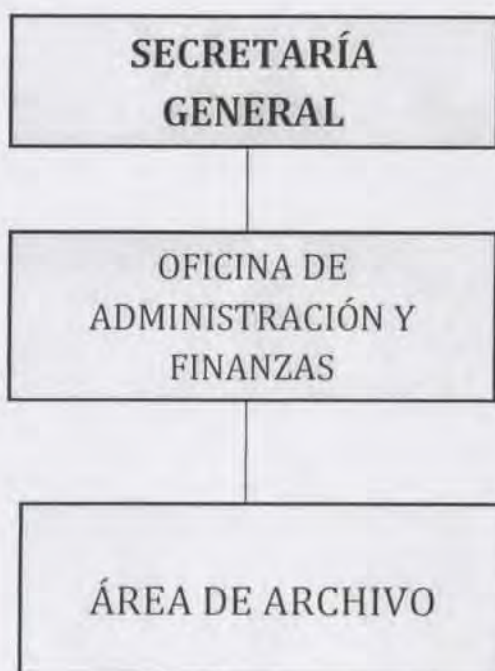 SECRETARÍA
GENERAL
OFICINA DE
ADMINISTRACIÓN Y
FINANZAS
ÁREA DE ARCHIVO